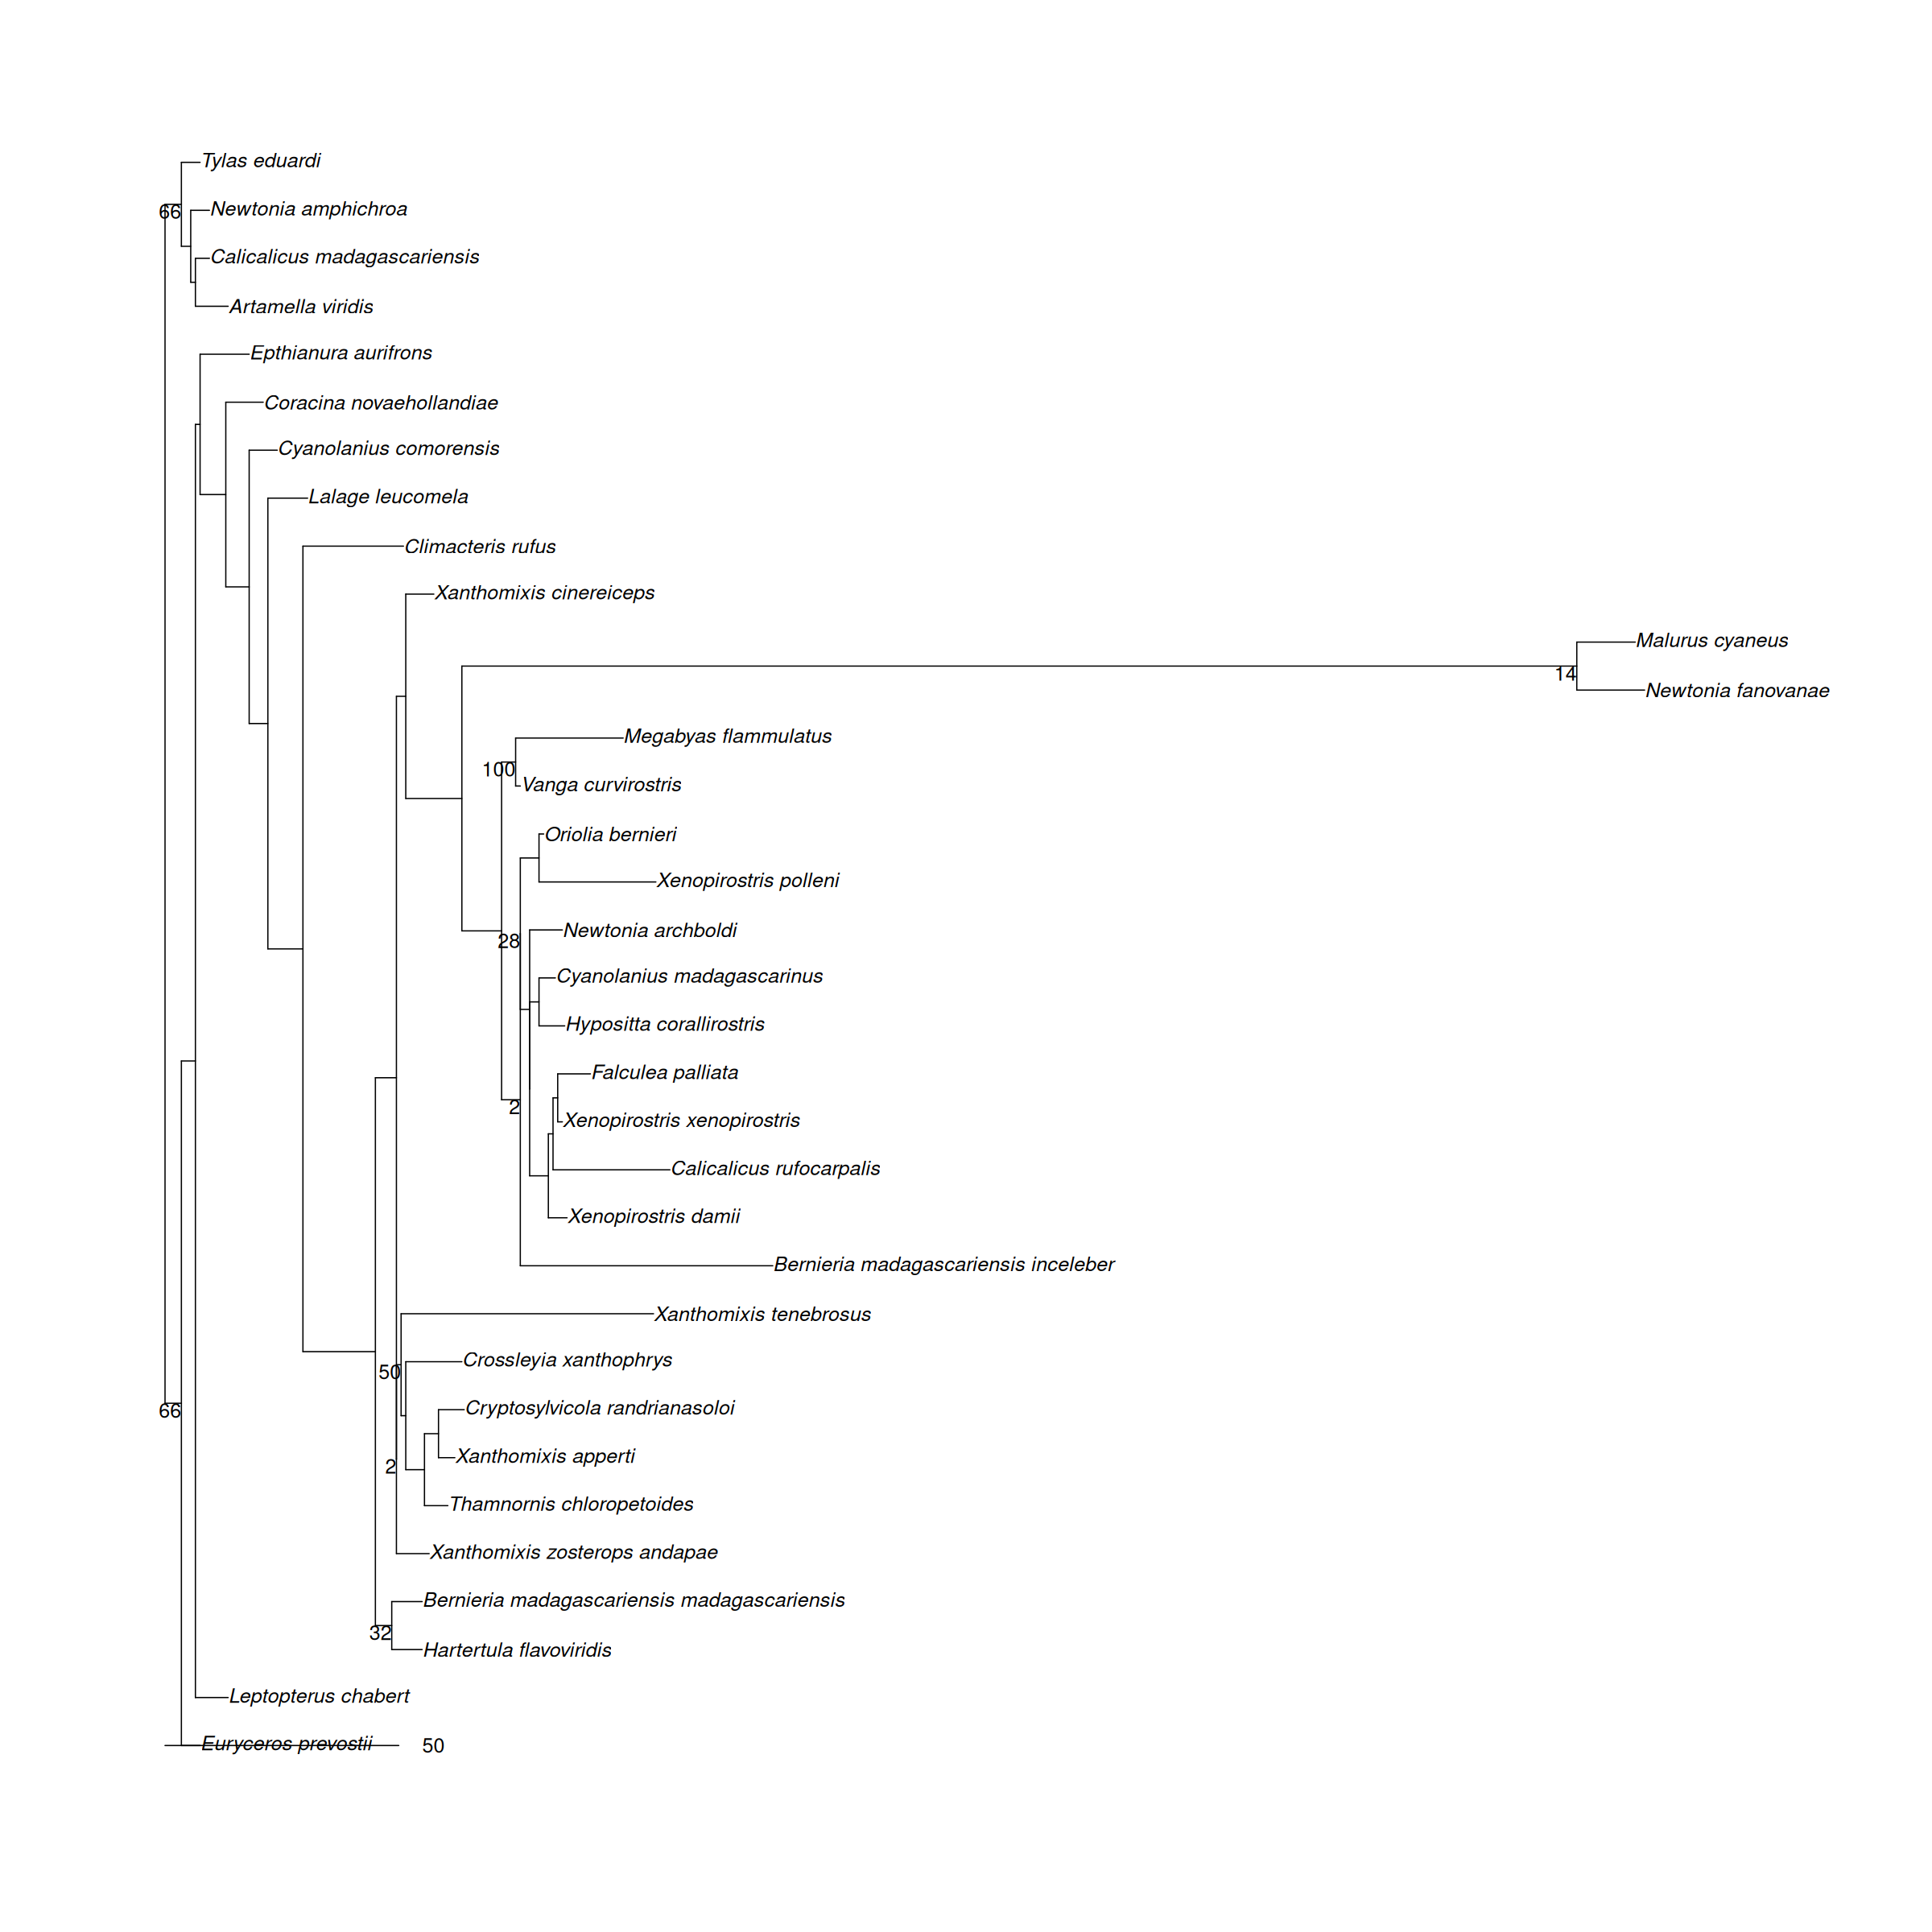 Tylas eduardi
66
Newtonia amphichroa
Calicalicus madagascariensis
Artamella viridis
Epthianura aurifrons
Coracina novaehollandiae
Cyanolanius comorensis
Lalage leucomela
Climacteris rufus
Xanthomixis cinereiceps
Malurus cyaneus
14
Newtonia fanovanae
Megabyas flammulatus
100
Vanga curvirostris
Oriolia bernieri
Xenopirostris polleni
Newtonia archboldi
28
Cyanolanius madagascarinus
Hypositta corallirostris
Falculea palliata
2
Xenopirostris xenopirostris
Calicalicus rufocarpalis
Xenopirostris damii
Bernieria madagascariensis inceleber
Xanthomixis tenebrosus
Crossleyia xanthophrys
50
Cryptosylvicola randrianasoloi
66
Xanthomixis apperti
2
Thamnornis chloropetoides
Xanthomixis zosterops andapae
Bernieria madagascariensis madagascariensis
32
Hartertula flavoviridis
Leptopterus chabert
Euryceros prevostii 50